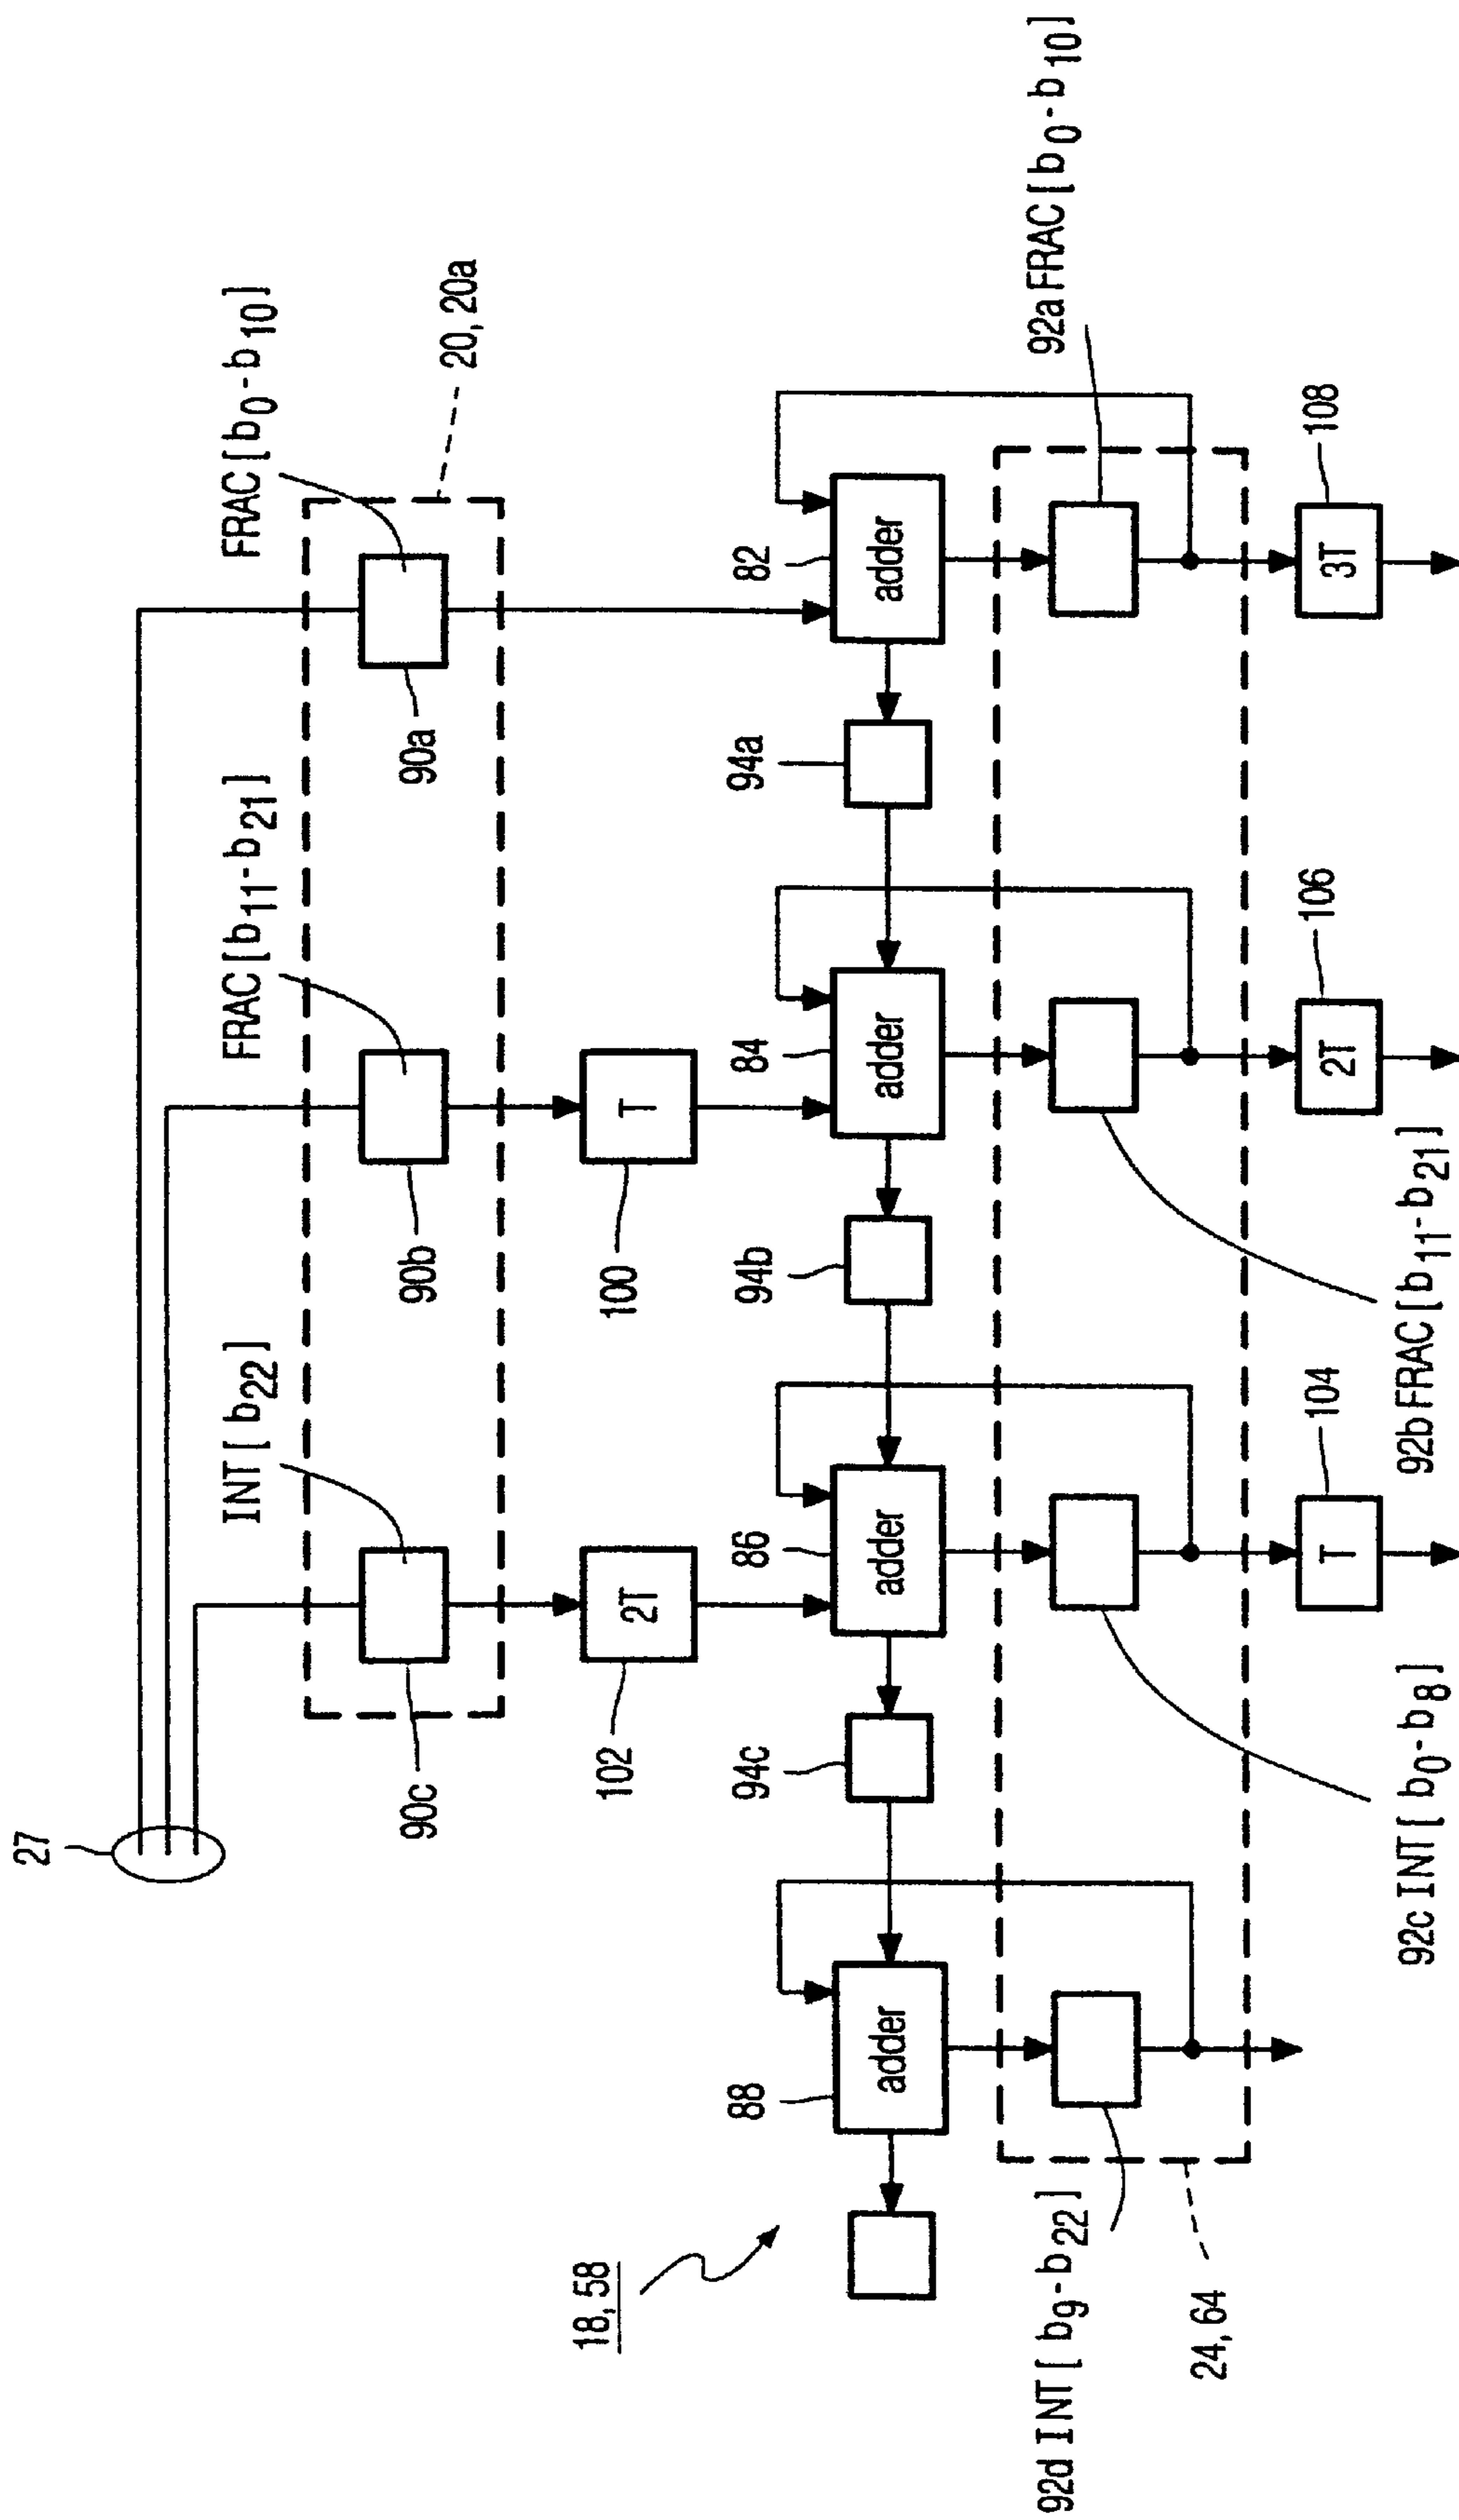 27
INT [ b22 ]
FRAC [ b11- b21 ]
FRAC [ b0- b10 ]
90c
90b
90a
20, 20a
102
2T
100
T
18, 58
88
adder
94c
86
adder
94b
84
adder
94a
82
adder
92d INT [ b9- b22 ]
92a FRAC [ b0- b10 ]
24, 64
T
104
2T
106
3T
108
92c INT [ b0- b8 ]
92b FRAC [ b11- b21 ]